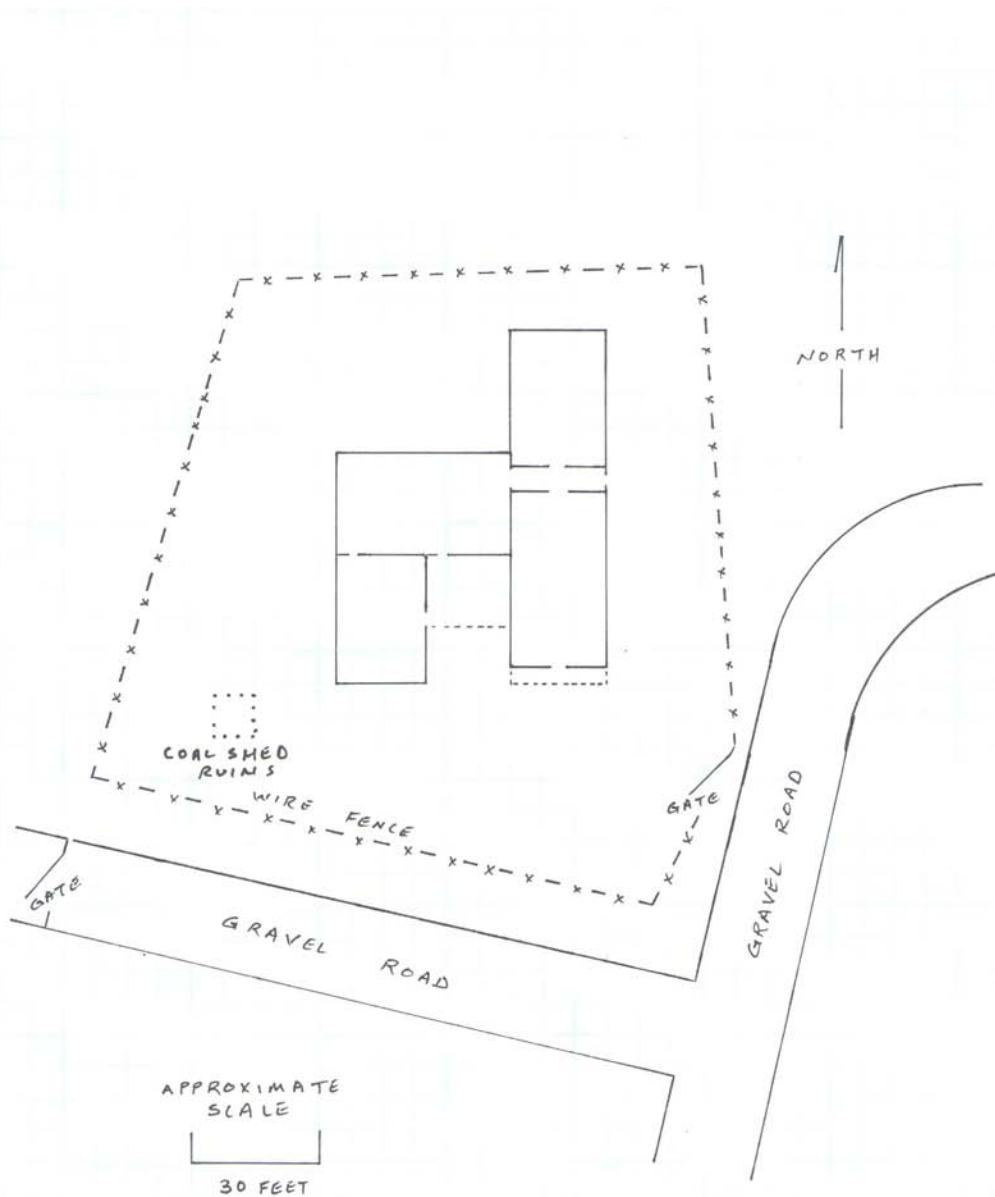 NORTH
COAL SHED
RUINS
WIRE FENCE
GATE
GRAVEL ROAD
GATE
GRAVEL ROAD
APPROXIMATE
SCALE
30 FEET